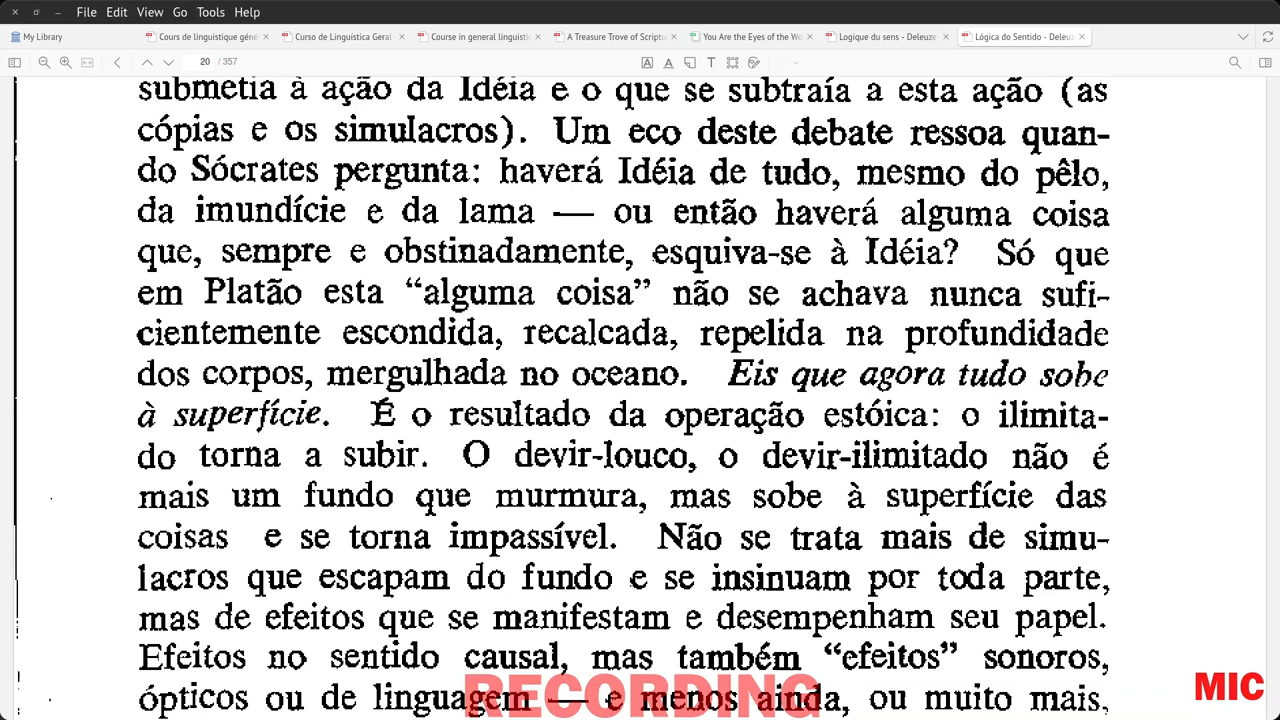 File Edit View Go Tools Help
My Library
Cours de linguistique géné
Curso de Linguística Geral
Course in general linguisti
A Treasure Trove of Scriptu
You Are the Eyes of the Wo
Logique du sens - Deleuze
Lógica do Sentido - Deleuz
20 / 357
submetia à ação da Idéia e o que se subtraía a esta ação (as
cópias e os simulacros). Um eco deste debate ressoa quan-
do Sócrates pergunta: haverá Idéia de tudo, mesmo do pêlo,
da imundície e da lama — ou então haverá alguma coisa
que, sempre e obstinadamente, esquiva-se à Idéia? Só que
em Platão esta “alguma coisa” não se achava nunca sufi-
cientemente escondida, recalcada, repelida na profundidade
dos corpos, mergulhada no oceano. Eis que agora tudo sobe
à superfície. É o resultado da operação estóica: o ilimita-
do torna a subir. O devir-louco, o devir-ilimitado não é
mais um fundo que murmura, mas sobe à superfície das
coisas e se torna impassível. Não se trata mais de simu-
lacros que escapam do fundo e se insinuam por toda parte,
mas de efeitos que se manifestam e desempenham seu papel.
Efeitos no sentido causal, mas também “efeitos” sonoros,
ópticos ou de linguagem — e menos ainda, ou muito mais,
RECORDING
MIC